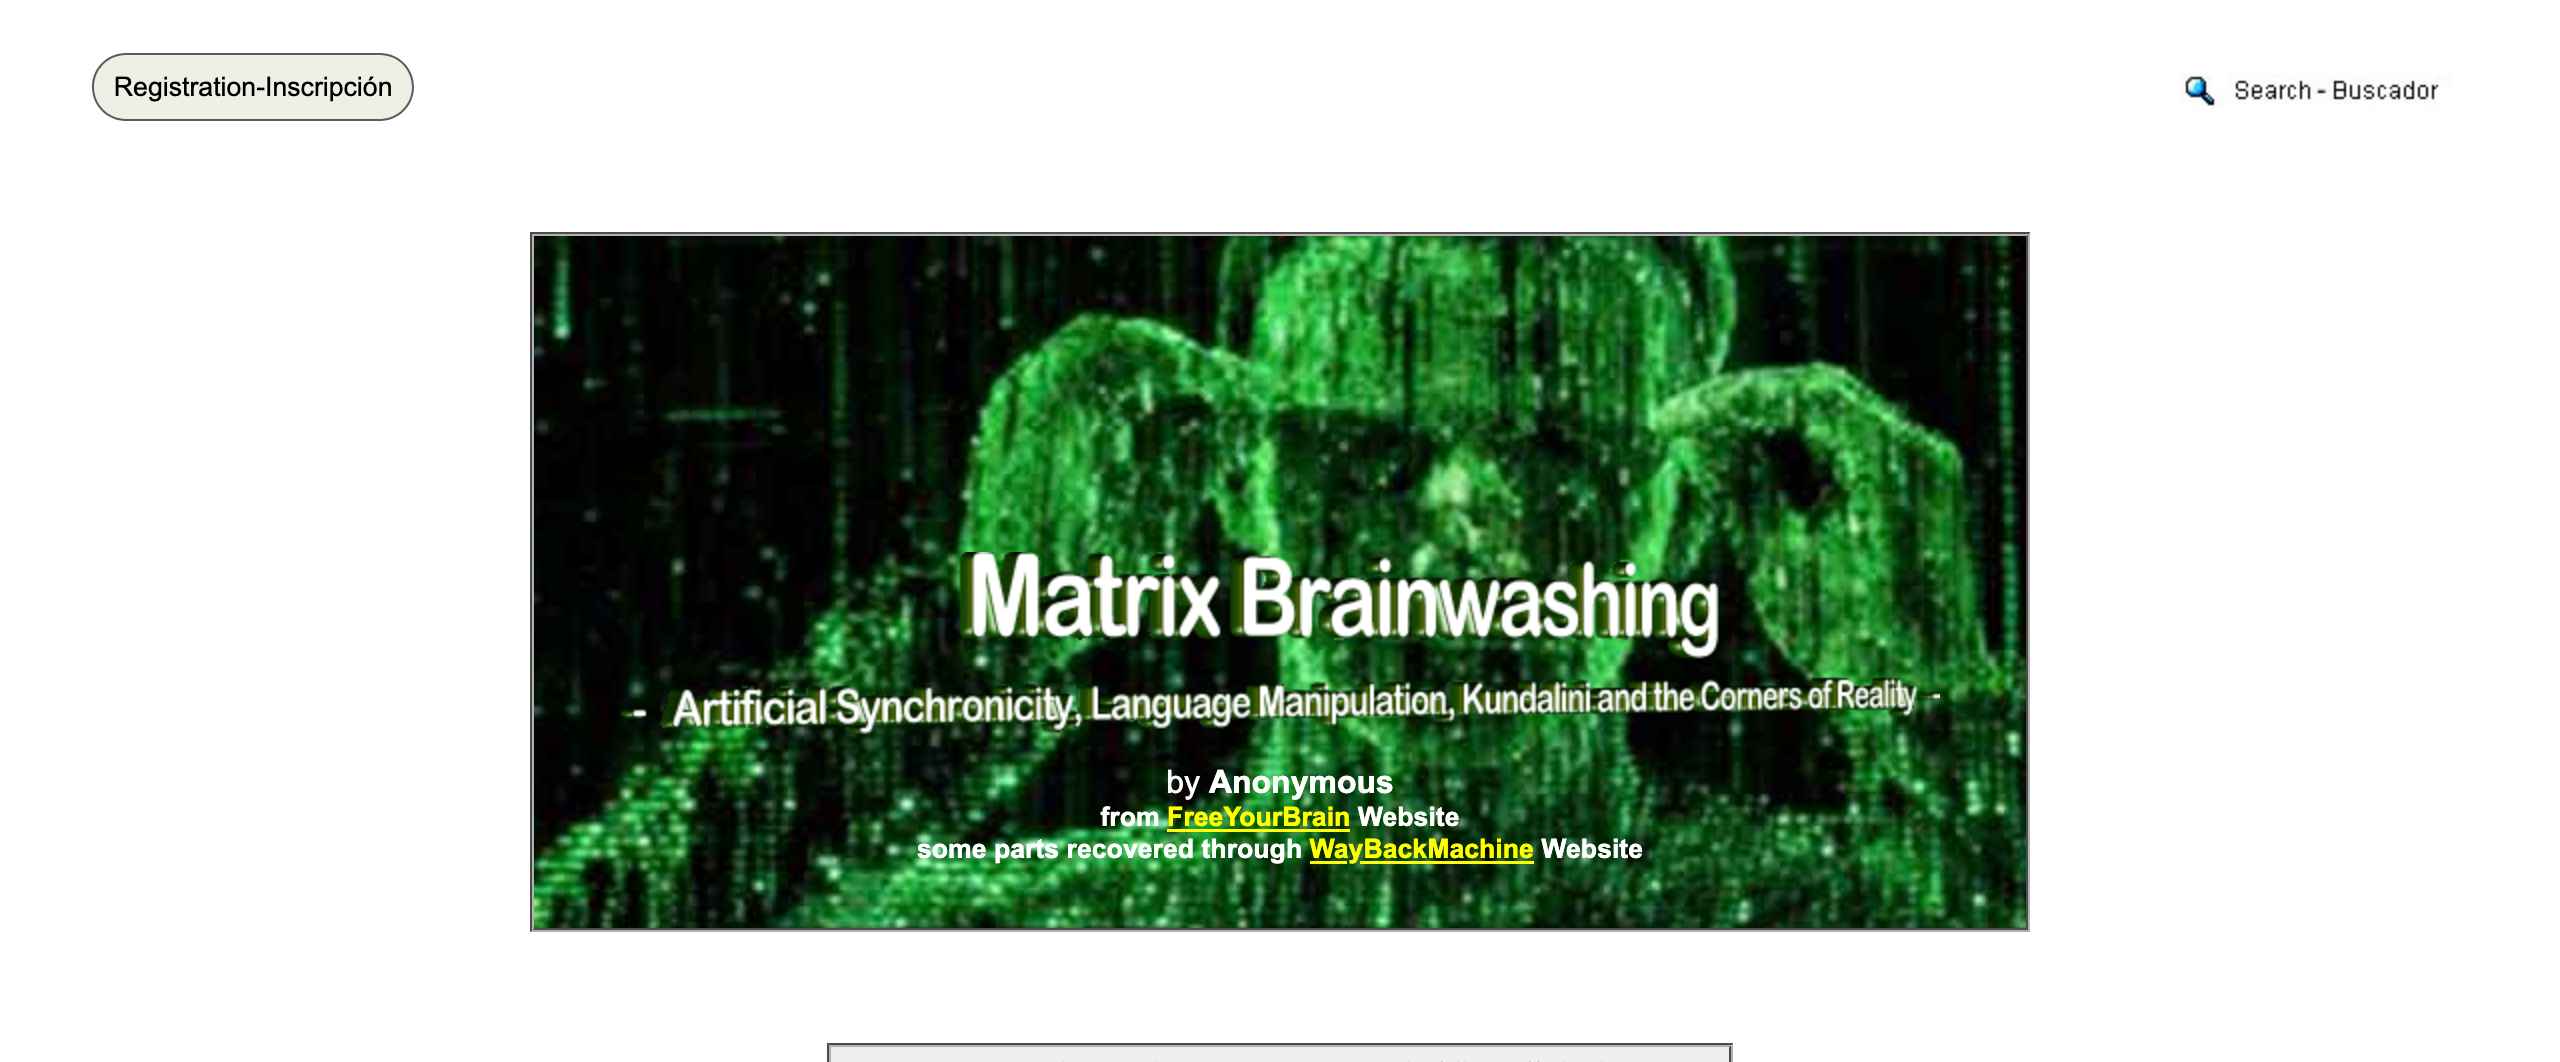 Registration-Inscripción
Search - Buscador
Matrix Brainwashing
- Artificial Synchronicity, Language Manipulation, Kundalini and the Corners of Reality -
by Anonymous
from FreeYourBrain Website
some parts recovered through WayBackMachine Website